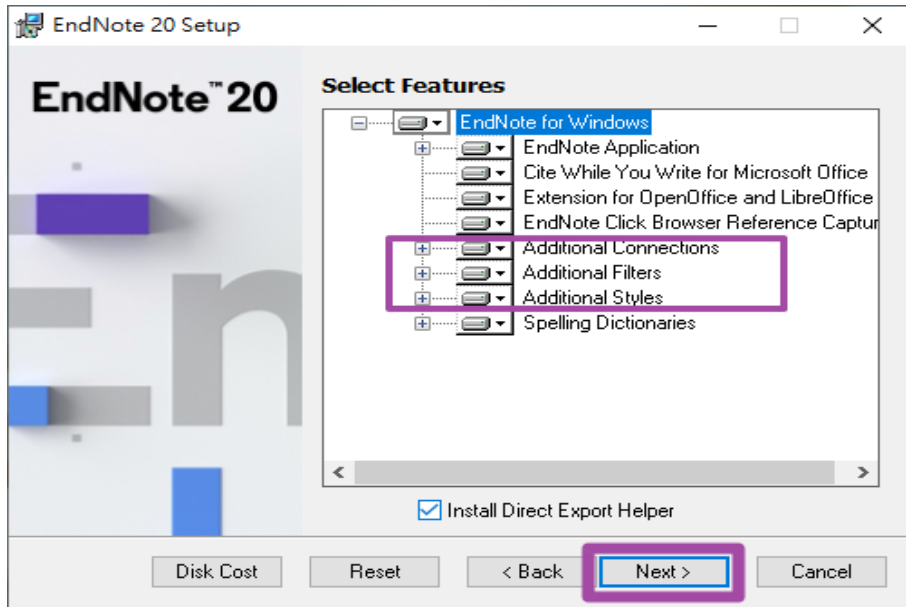 EndNote 20 Setup
EndNote™20
Select Features
EndNote for Windows
EndNote Application
Cite While You Write for Microsoft Office
Extension for OpenOffice and LibreOffice
EndNote Click Browser Reference Captur
Additional Connections
Additional Filters
Additional Styles
Spelling Dictionaries
Install Direct Export Helper
Disk Cost Reset < Back Next > Cancel